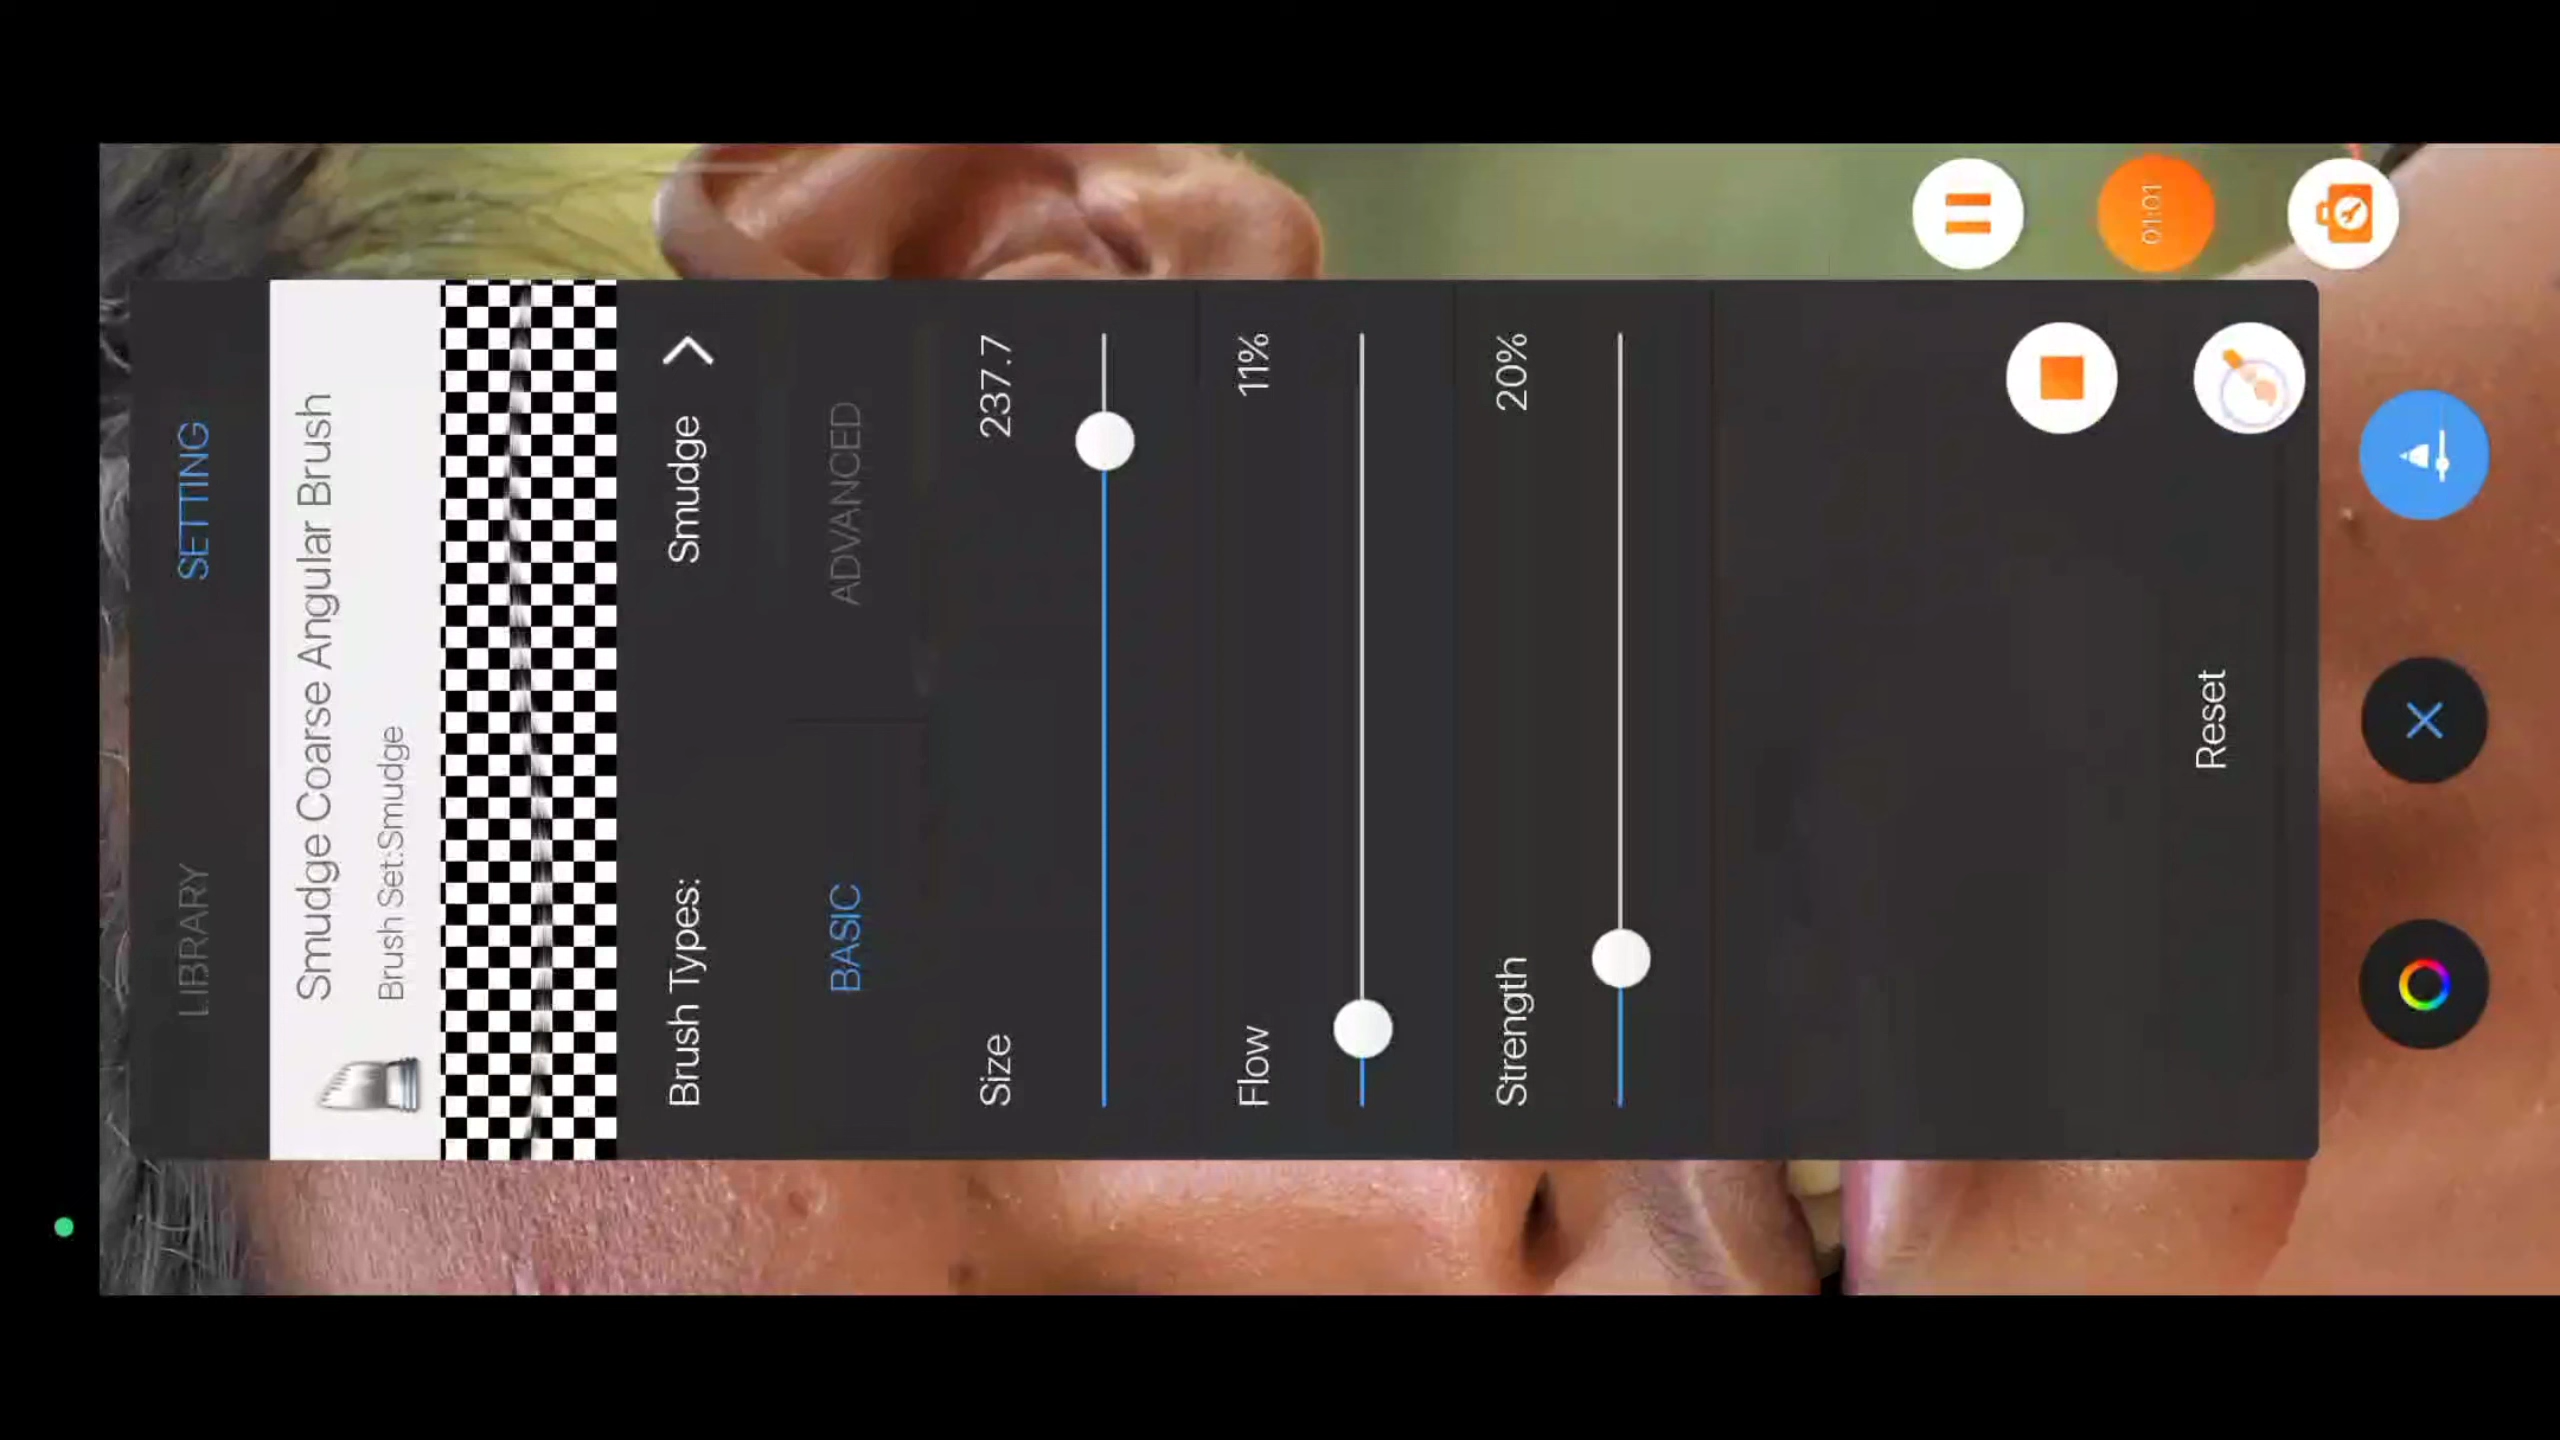 LIBRARY SETTING
Smudge Coarse Angular Brush
Brush Set:Smudge
Brush Types: Smudge
BASIC ADVANCED
Size 237.7
Flow 11%
Strength 20%
01:01
Reset